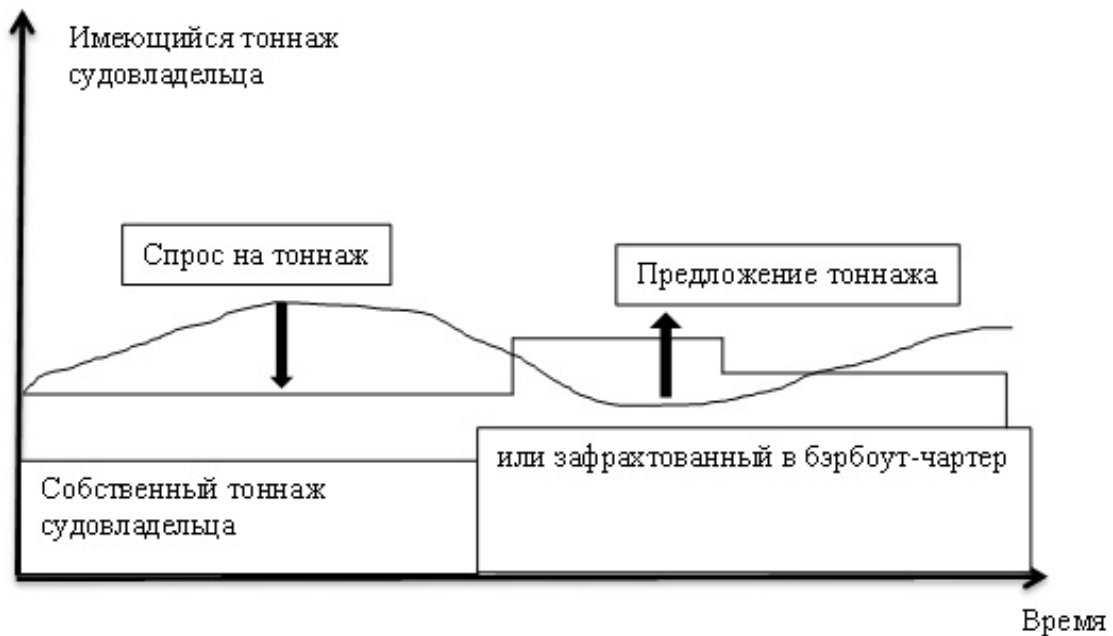 Имеющийся тоннаж
судовладельца
Спрос на тоннаж
Предложение тоннажа
или зафрахтованный в бэрбоут-чартер
Собственный тоннаж
судовладельца
Время